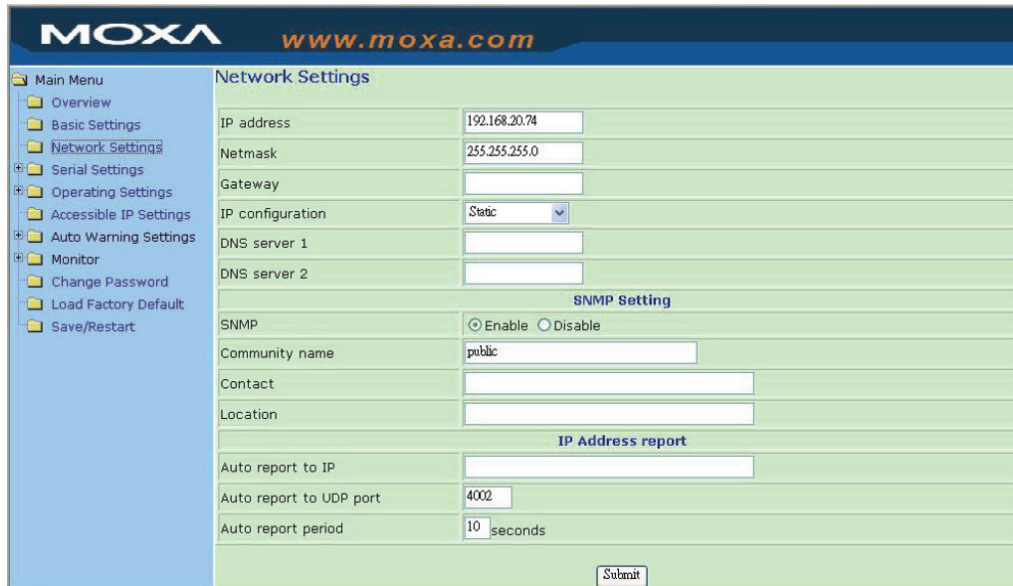 MOXA www.moxa.com
Main Menu
Overview
Basic Settings
Network Settings
Serial Settings
Operating Settings
Accessible IP Settings
Auto Warning Settings
Monitor
Change Password
Load Factory Default
Save/Restart
Network Settings
IP address 192.168.20.74
Netmask 255.255.255.0
Gateway
IP configuration Static
DNS server 1
DNS server 2
SNMP Setting
SNMP Enable Disable
Community name public
Contact
Location
IP Address report
Auto report to IP
Auto report to UDP port 4002
Auto report period 10 seconds
Submit